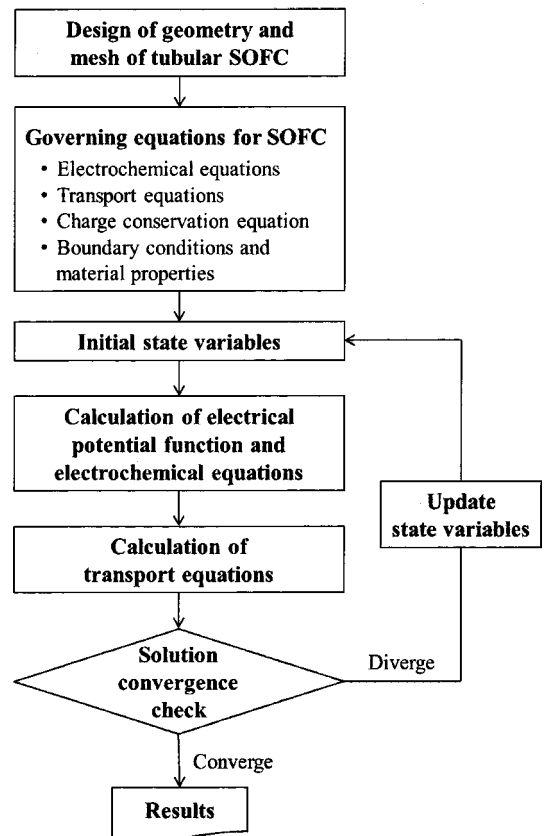 Design of geometry and
mesh of tubular SOFC
Governing equations for SOFC
• Electrochemical equations
• Transport equations
• Charge conservation equation
• Boundary conditions and
material properties
Initial state variables
Calculation of electrical
potential function and
electrochemical equations
Update
state variables
Calculation of
transport equations
Solution
convergence
check
Diverge
Converge
Results